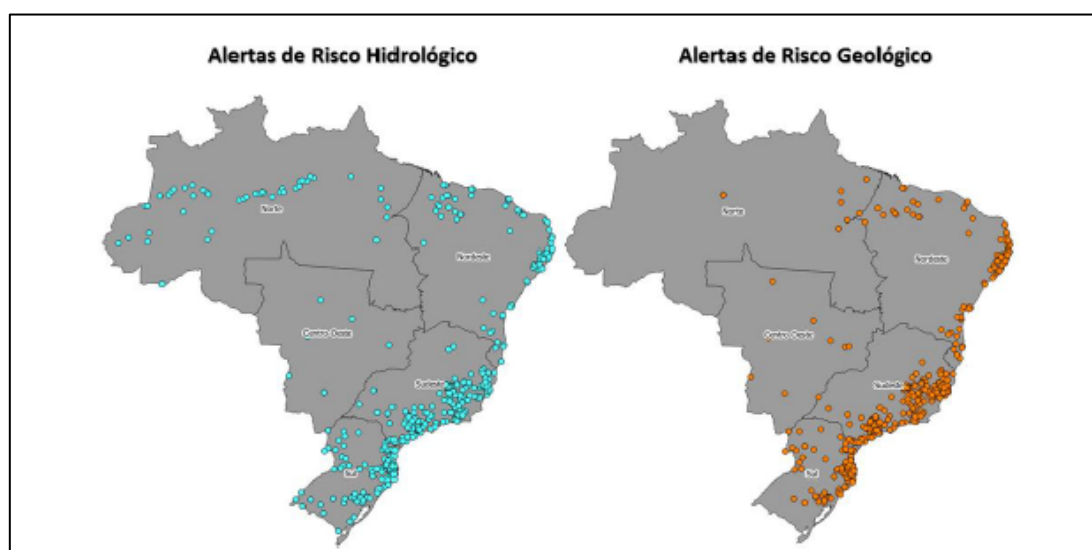 Alertas de Risco Hidrológico
Alertas de Risco Geológico
Norte
Nordeste
Centro-Oeste
Sudeste
Sul
Norte
Nordeste
Centro-Oeste
Sudeste
Sul